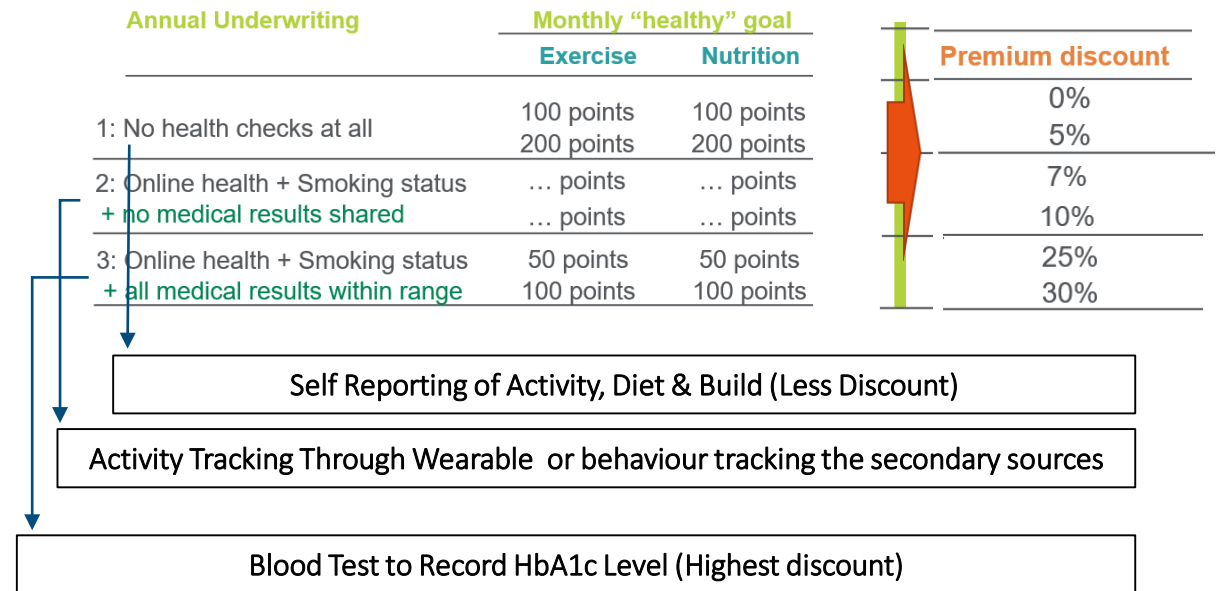 Annual Underwriting Monthly “healthy” goal
Exercise Nutrition Premium discount
1: No health checks at all 100 points 100 points 0%
200 points 200 points 5%
2: Online health + Smoking status … points … points 7%
+ no medical results shared … points … points 10%
3: Online health + Smoking status 50 points 50 points 25%
+ all medical results within range 100 points 100 points 30%
Self Reporting of Activity, Diet & Build (Less Discount)
Activity Tracking Through Wearable or behaviour tracking the secondary sources
Blood Test to Record HbA1c Level (Highest discount)